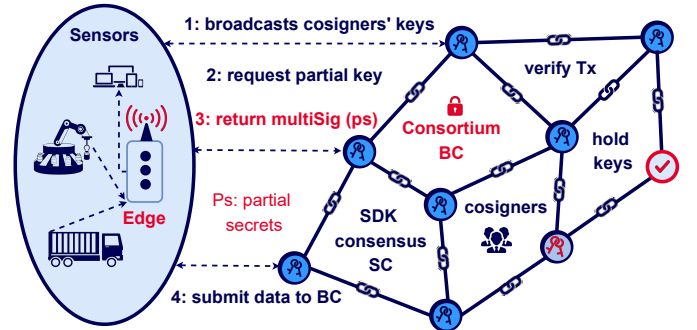 Sensors
1: broadcasts cosigners' keys
2: request partial key
3: return multiSig (ps)
Edge
Ps: partial
secrets
4: submit data to BC
verify Tx
Consortium
BC
hold
keys
SDK
consensus
SC
cosigners